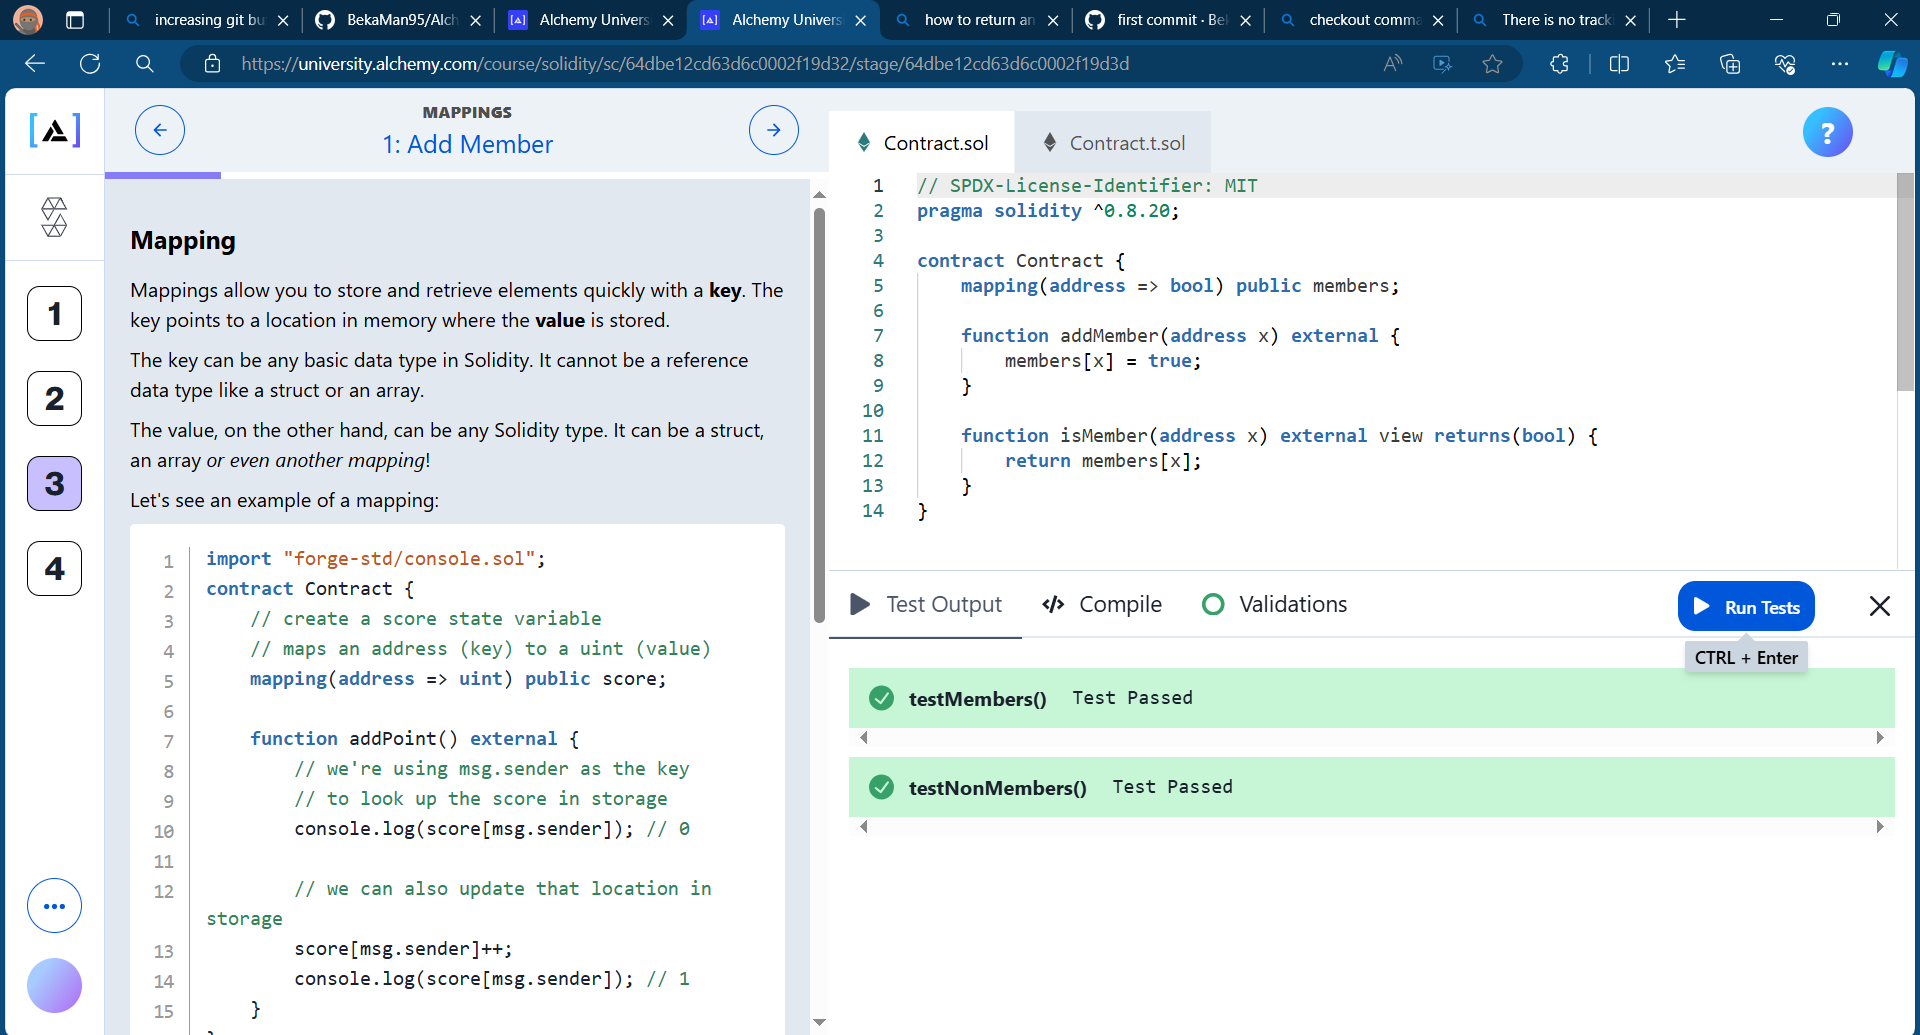 increasing git bu
BekaMan95/Alch
Alchemy Univers
Alchemy Univers
how to return an
first commit · Bek
checkout comma
There is no tracki
https://university.alchemy.com/course/solidity/sc/64dbe12cd63d6c0002f19d32/stage/64dbe12cd63d6c0002f19d3d
MAPPINGS
1: Add Member
1
2
3
4
Mapping
Mappings allow you to store and retrieve elements quickly with a key. The
key points to a location in memory where the value is stored.
The key can be any basic data type in Solidity. It cannot be a reference
data type like a struct or an array.
The value, on the other hand, can be any Solidity type. It can be a struct,
an array or even another mapping!
Let's see an example of a mapping:
1 import "forge-std/console.sol";
2 contract Contract {
3 // create a score state variable
4 // maps an address (key) to a uint (value)
5 mapping(address => uint) public score;
6
7 function addPoint() external {
8 // we're using msg.sender as the key
9 // to look up the score in storage
10 console.log(score[msg.sender]); // 0
11
12 // we can also update that location in
storage
13 score[msg.sender]++;
14 console.log(score[msg.sender]); // 1
15 }
Contract.sol
Contract.t.sol
?
1 // SPDX-License-Identifier: MIT
2 pragma solidity ^0.8.20;
3
4 contract Contract {
5 mapping(address => bool) public members;
6
7 function addMember(address x) external {
8 members[x] = true;
9 }
10
11 function isMember(address x) external view returns(bool) {
12 return members[x];
13 }
14 }
Test Output
</> Compile
Validations
Run Tests
CTRL + Enter
testMembers() Test Passed
testNonMembers() Test Passed